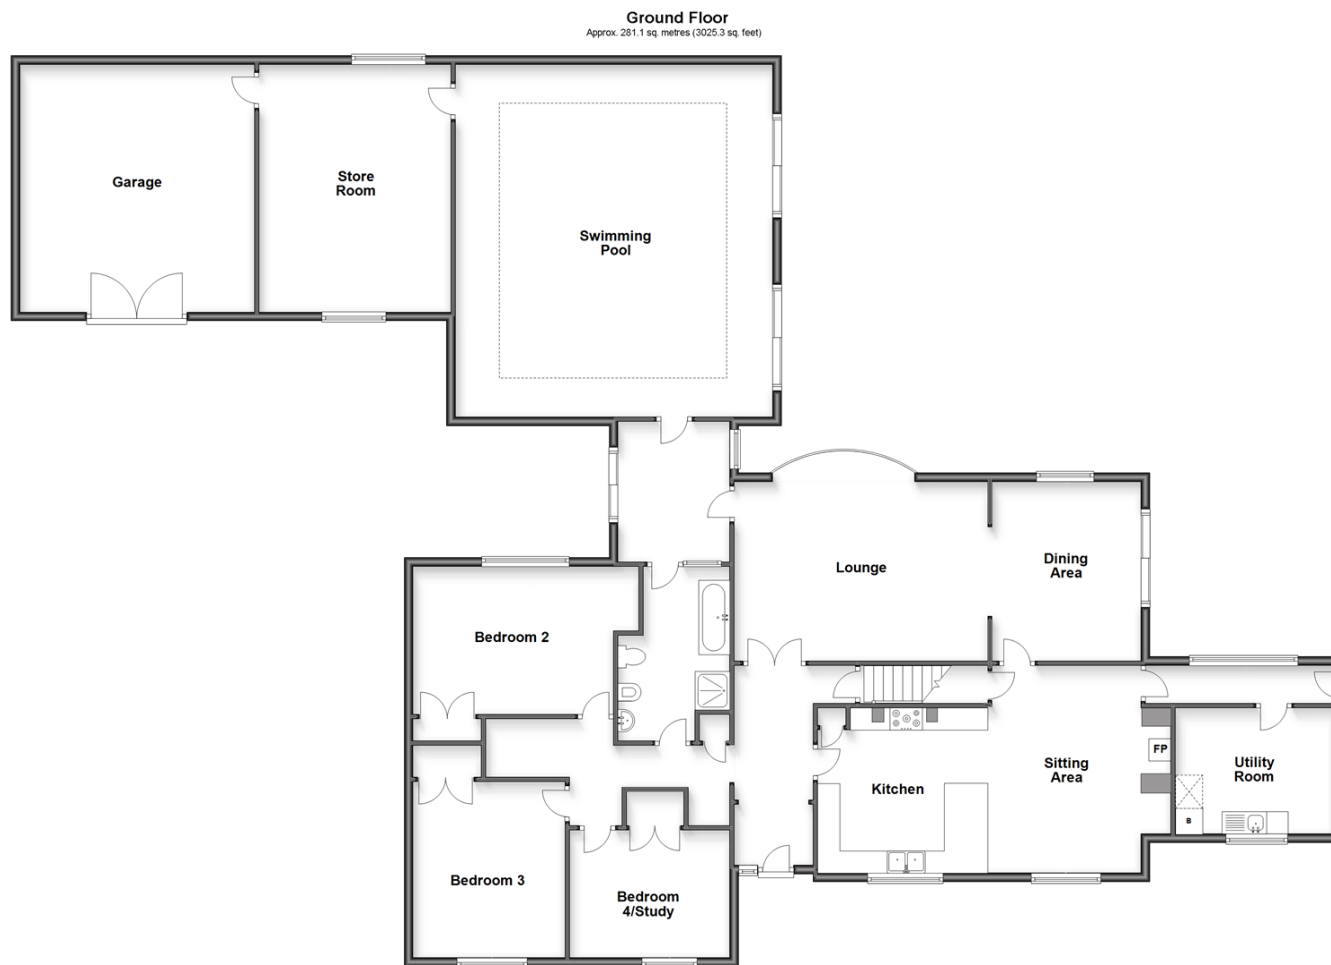 Ground Floor
Approx. 281.1 sq. metres (3025.3 sq. feet)
Garage
Store
Room
Swimming
Pool
Lounge
Dining
Area
Bedroom 2
Kitchen
Sitting
Area
FP
Utility
Room
B
Bedroom 3
Bedroom
4/Study